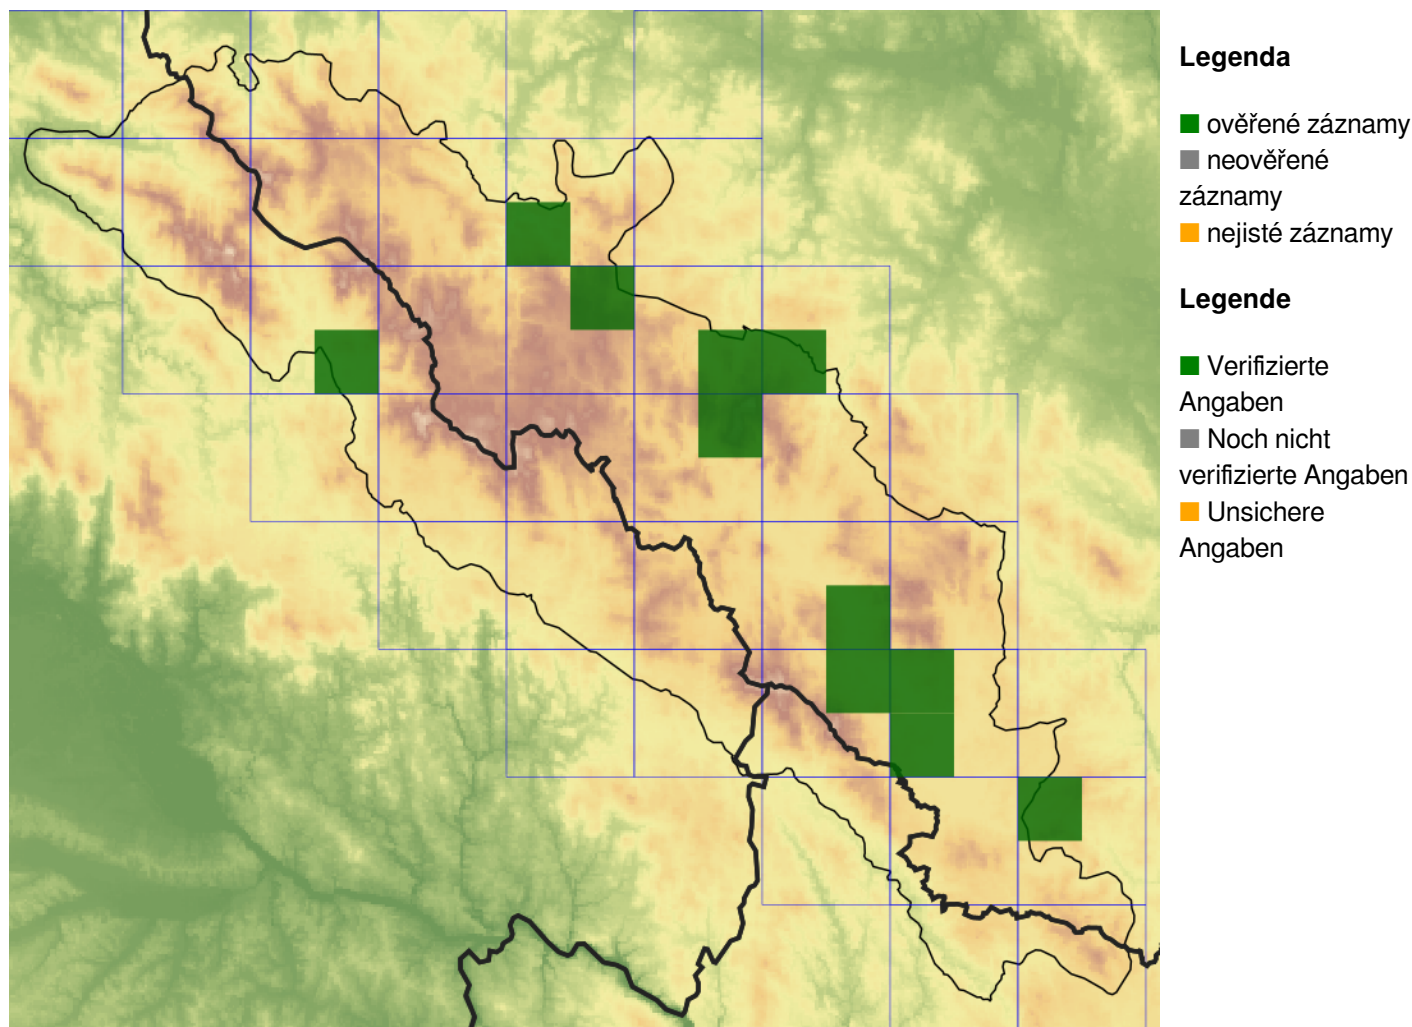 Legenda
ověřené záznamy
neověřené
záznamy
nejisté záznamy
Legende
Verifizierte
Angaben
Noch nicht
verifizierte Angaben
Unsichere
Angaben